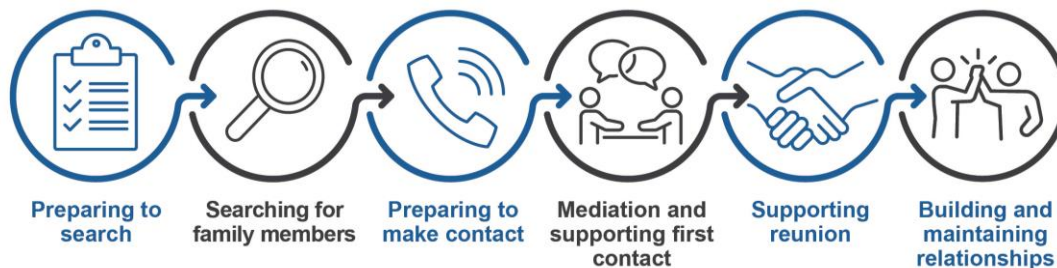 Preparing to
search
Searching for
family members
Preparing to
make contact
Mediation and
supporting first
contact
Supporting
reunion
Building and
maintaining
relationships